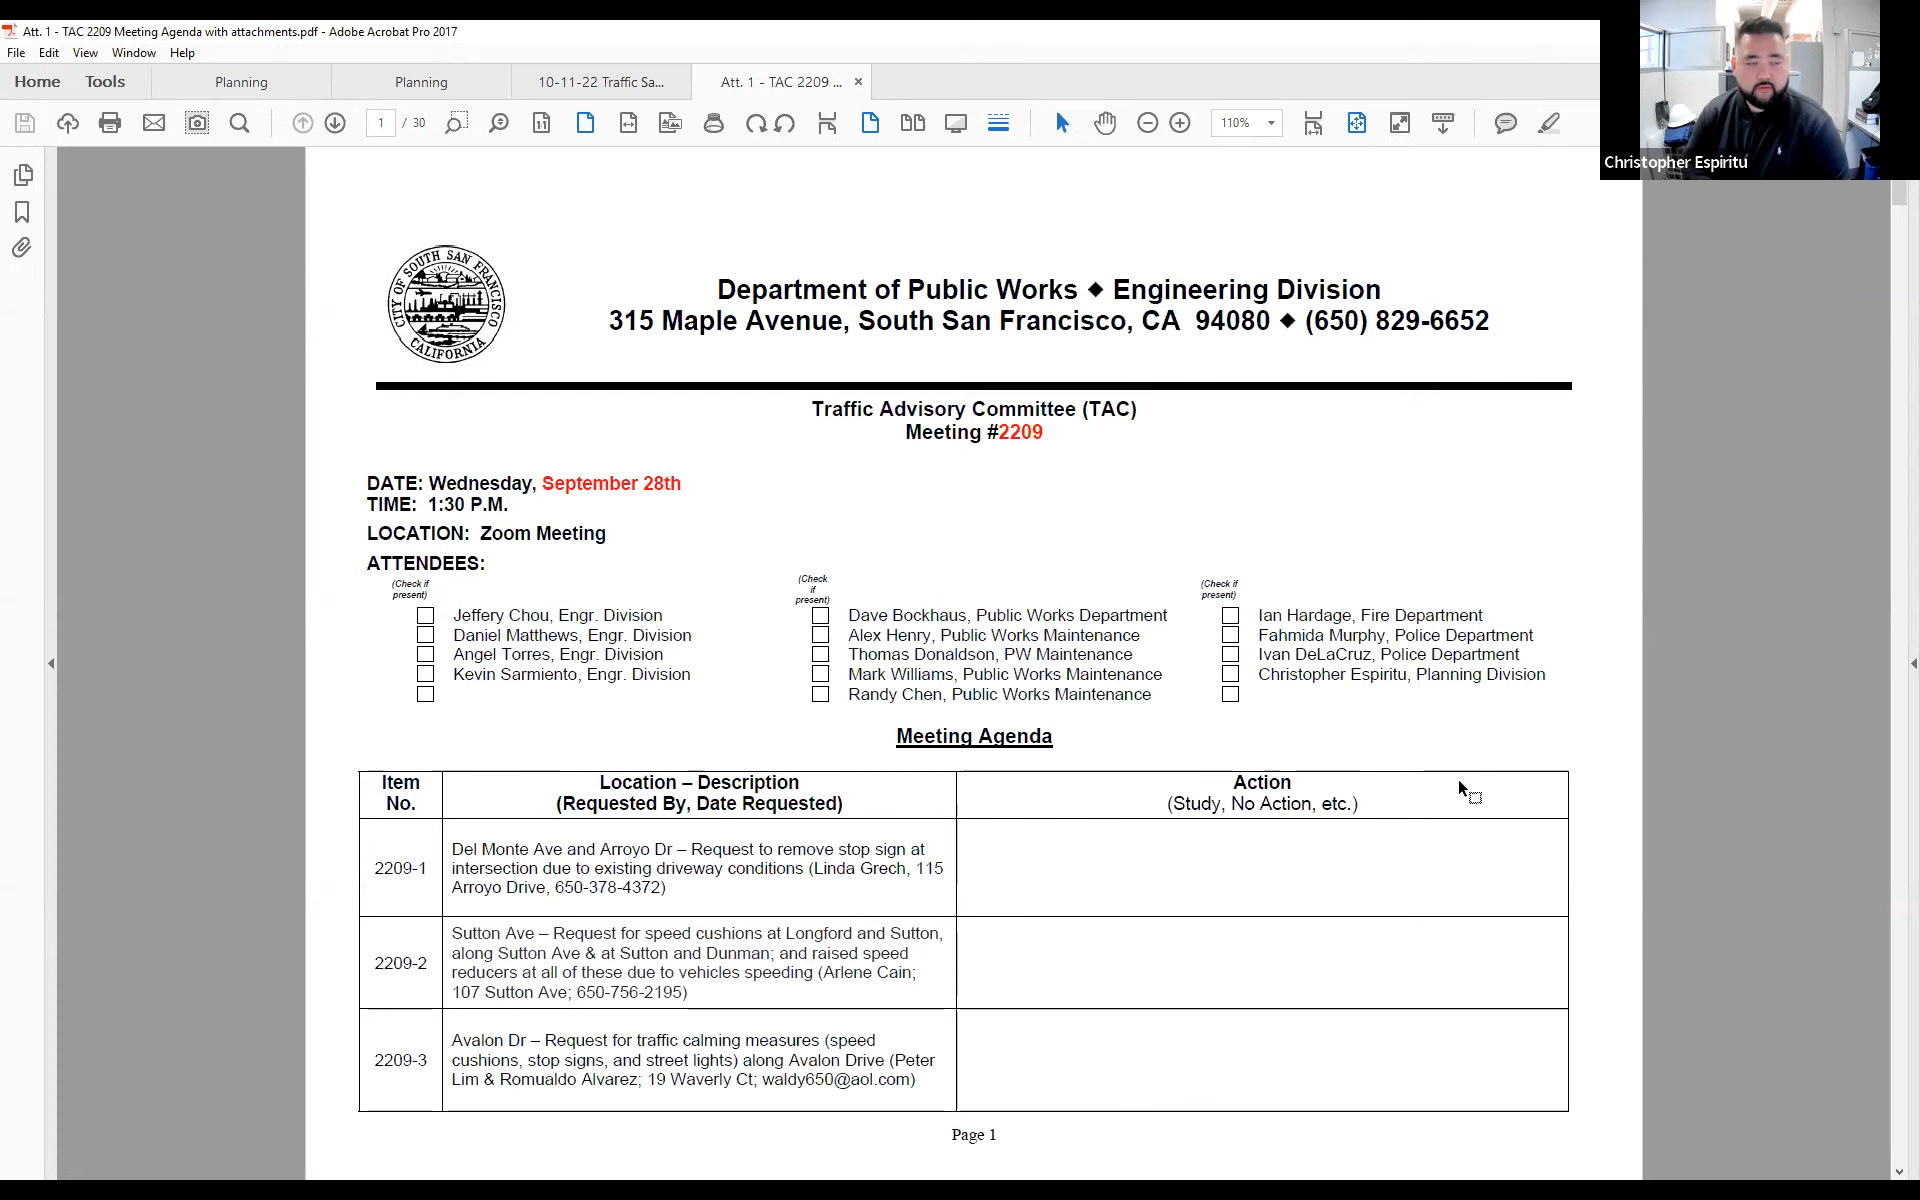 Att. 1 - TAC 2209 Meeting Agenda with attachments.pdf - Adobe Acrobat Pro 2017
File Edit View Window Help
Home Tools Planning Planning 10-11-22 Traffic Sa... Att. 1 - TAC 2209 ... ×
1 / 30 110%
Christopher Espiritu
CITY OF SOUTH SAN FRANCISCO
CALIFORNIA
Department of Public Works ◆ Engineering Division
315 Maple Avenue, South San Francisco, CA 94080 ◆ (650) 829-6652
Traffic Advisory Committee (TAC)
Meeting #2209
DATE: Wednesday, September 28th
TIME: 1:30 P.M.
LOCATION: Zoom Meeting
ATTENDEES:
(Check if
present)
Jeffery Chou, Engr. Division
Daniel Matthews, Engr. Division
Angel Torres, Engr. Division
Kevin Sarmiento, Engr. Division
(Check
if
present)
Dave Bockhaus, Public Works Department
Alex Henry, Public Works Maintenance
Thomas Donaldson, PW Maintenance
Mark Williams, Public Works Maintenance
Randy Chen, Public Works Maintenance
(Check if
present)
Ian Hardage, Fire Department
Fahmida Murphy, Police Department
Ivan DeLaCruz, Police Department
Christopher Espiritu, Planning Division
Meeting Agenda
Item
No.
Location – Description
(Requested By, Date Requested)
Action
(Study, No Action, etc.)
2209-1
Del Monte Ave and Arroyo Dr – Request to remove stop sign at
intersection due to existing driveway conditions (Linda Grech, 115
Arroyo Drive, 650-378-4372)
2209-2
Sutton Ave – Request for speed cushions at Longford and Sutton,
along Sutton Ave & at Sutton and Dunman; and raised speed
reducers at all of these due to vehicles speeding (Arlene Cain;
107 Sutton Ave; 650-756-2195)
2209-3
Avalon Dr – Request for traffic calming measures (speed
cushions, stop signs, and street lights) along Avalon Drive (Peter
Lim & Romualdo Alvarez; 19 Waverly Ct; waldy650@aol.com)
Page 1